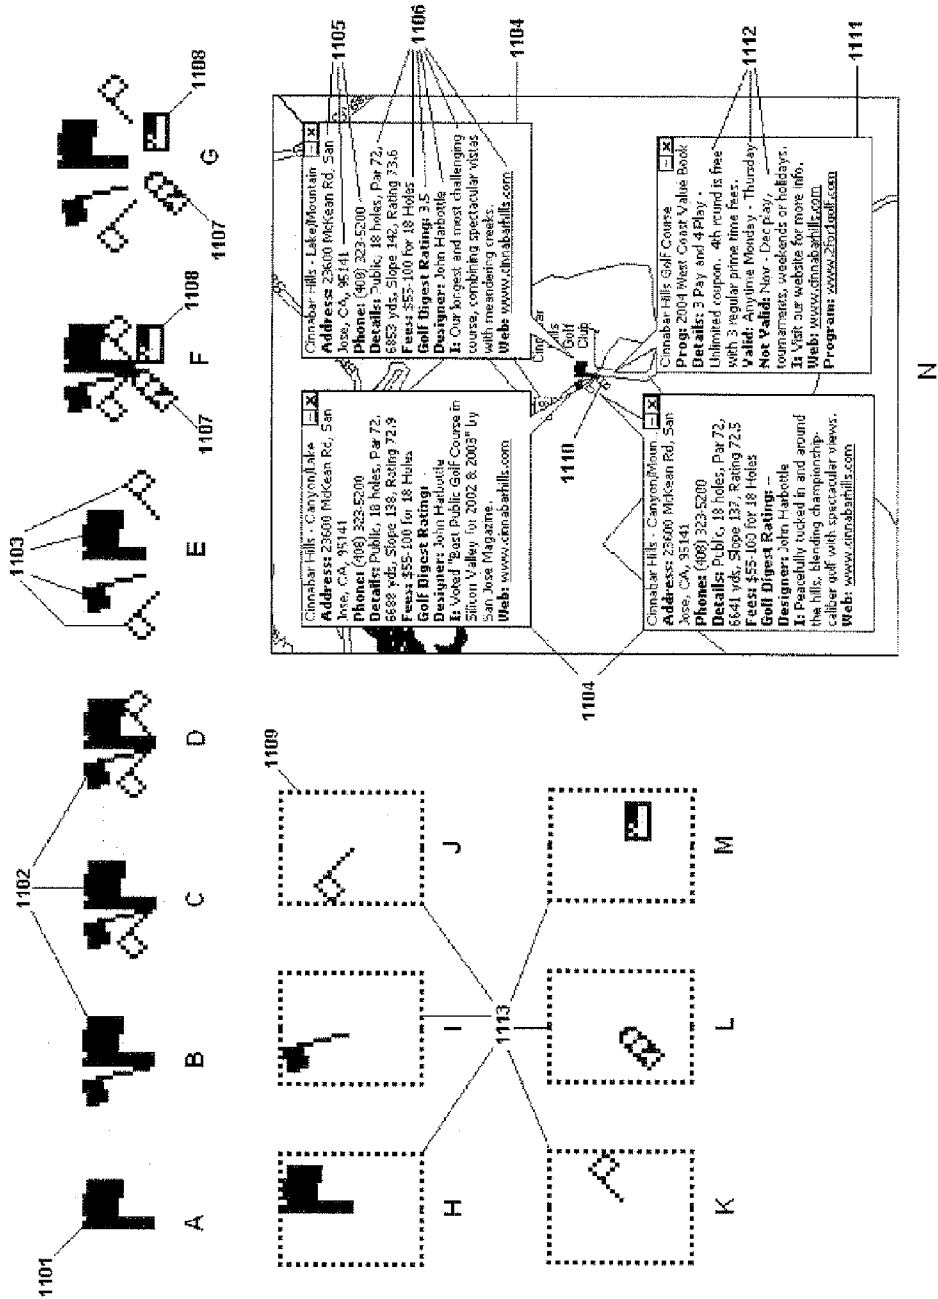 1101
A
B
1102
C
D
1103
E
1107
F
1108
1107
G
1108
1109
H
I
J
1113
K
L
M
1104
1105
1106
1104
Cinnabar Hills - Canyon/Lake
Address: 23600 McKean Rd, San
Jose, CA, 95141
Phone: (408) 323-5200
Details: Public, 18 holes, Par 72,
6688 yds, Slope 138, Rating 72.9
Fees: $55-100 for 18 Holes
Golf Digest Rating: -
Designer: John Harbottle
I: Voted "Best Public Golf Course in
Silicon Valley for 2002 & 2003" by
San Jose Magazine.
Web: www.cinnabarhills.com
Cinnabar Hills - Lake/Mountain
Address: 23600 McKean Rd, San
Jose, CA, 95141
Phone: (408) 323-5200
Details: Public, 18 holes, Par 72,
6853 yds, Slope 142, Rating 73.6
Fees: $55-100 for 18 Holes
Golf Digest Rating: 3.5
Designer: John Harbottle
I: Our longest and most challenging
course, combining spectacular vistas
with meandering creeks.
Web: www.cinnabarhills.com
Golf
Club
1110
Cinnabar Hills - Canyon/Moun...
Address: 23600 McKean Rd, San
Jose, CA, 95141
Phone: (408) 323-5200
Details: Public, 18 holes, Par 72,
6641 yds, Slope 137, Rating 72.5
Fees: $55-100 for 18 Holes
Golf Digest Rating: --
Designer: John Harbottle
I: Peacefully tucked in and around
the hills, blending championship-
caliber golf with spectacular views.
Web: www.cinnabarhills.com
Cinnabar Hills Golf Course
Prog: 2004 West Coast Value Book
Details: 3 Pay and 4 Play -
Unlimited coupon. 4th round is free
with 3 regular prime time fees.
Valid: Anytime Monday - Thursday
Not Valid: Nov - Dec play,
tournaments, weekends or holidays.
I: Visit our website for more info.
Web: www.cinnabarhills.com
Program: www.2for1golf.com
1112
1111
N